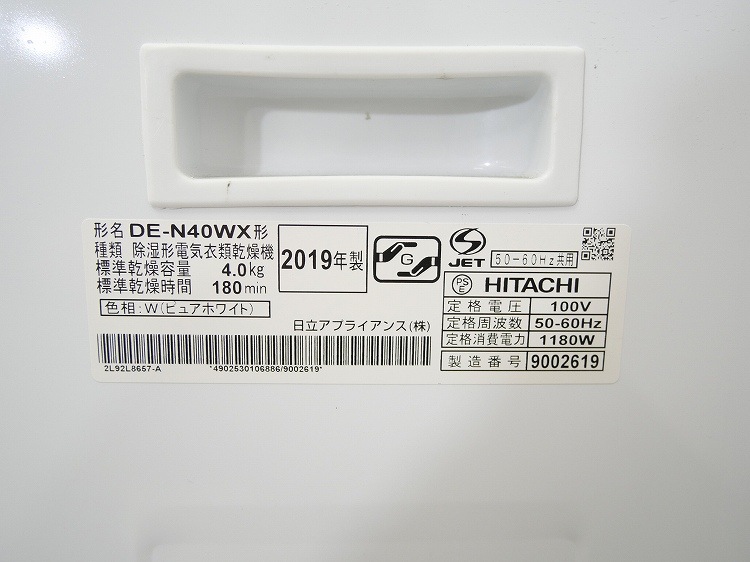 形名 DE-N40WX形
種類 除湿形電気衣類乾燥機
標準乾燥容量 4.0kg
標準乾燥時間 180min
色相:W(ピュアホワイト)
2019年製
G
S
JET
50-60Hz共用
PS
E
HITACHI
定格電圧 100V
定格周波数 50-60Hz
定格消費電力 1180W
製造番号 9002619
日立アプライアンス(株)
2L92L8657-A
*4902530106886/9002619*